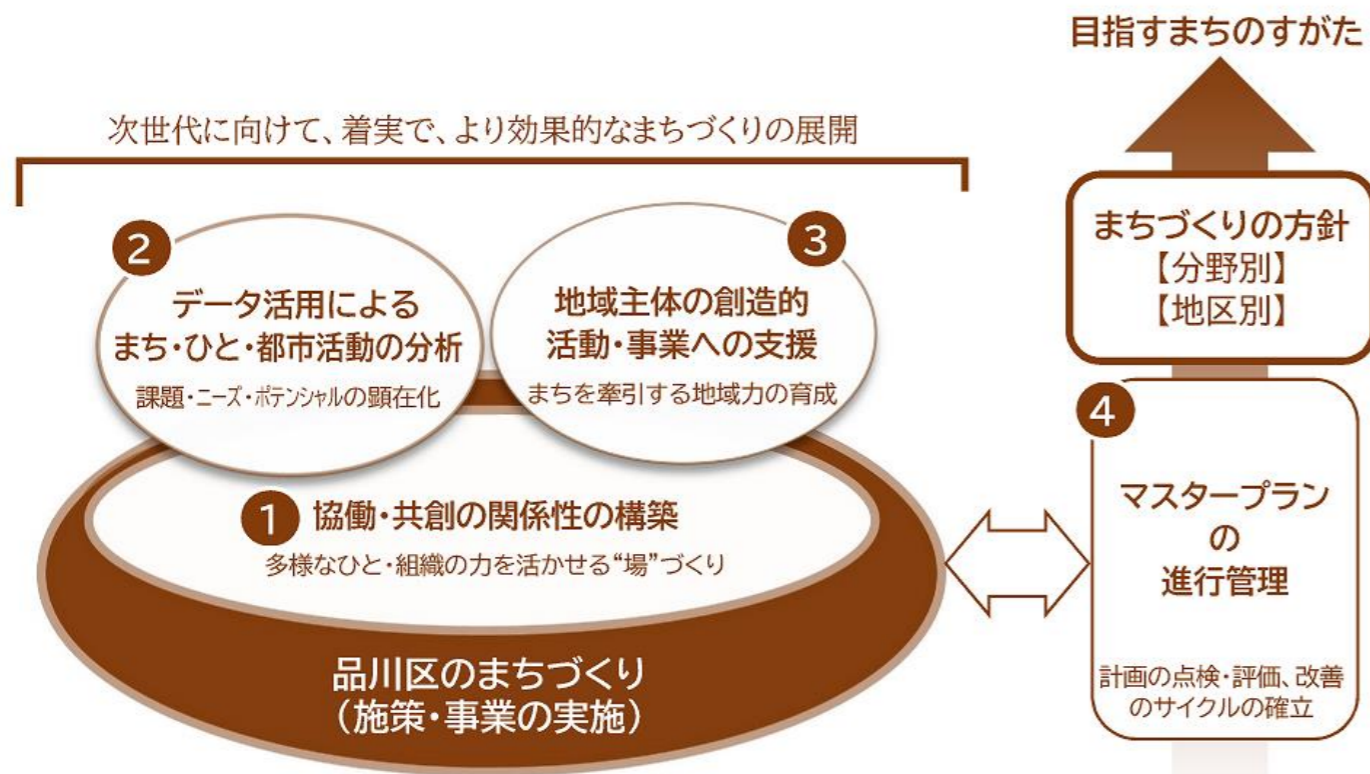 目指すまちのすがた
次世代に向けて、着実で、より効果的なまちづくりの展開
2
データ活用による
まち・ひと・都市活動の分析
課題・ニーズ・ポテンシャルの顕在化
3
地域主体の創造的
活動・事業への支援
まちを牽引する地域力の育成
1 協働・共創の関係性の構築
多様なひと・組織の力を活かせる“場”づくり
品川区のまちづくり
（施策・事業の実施）
まちづくりの方針
【分野別】
【地区別】
4
マスタープラン
の
進行管理
計画の点検・評価、改善
のサイクルの確立